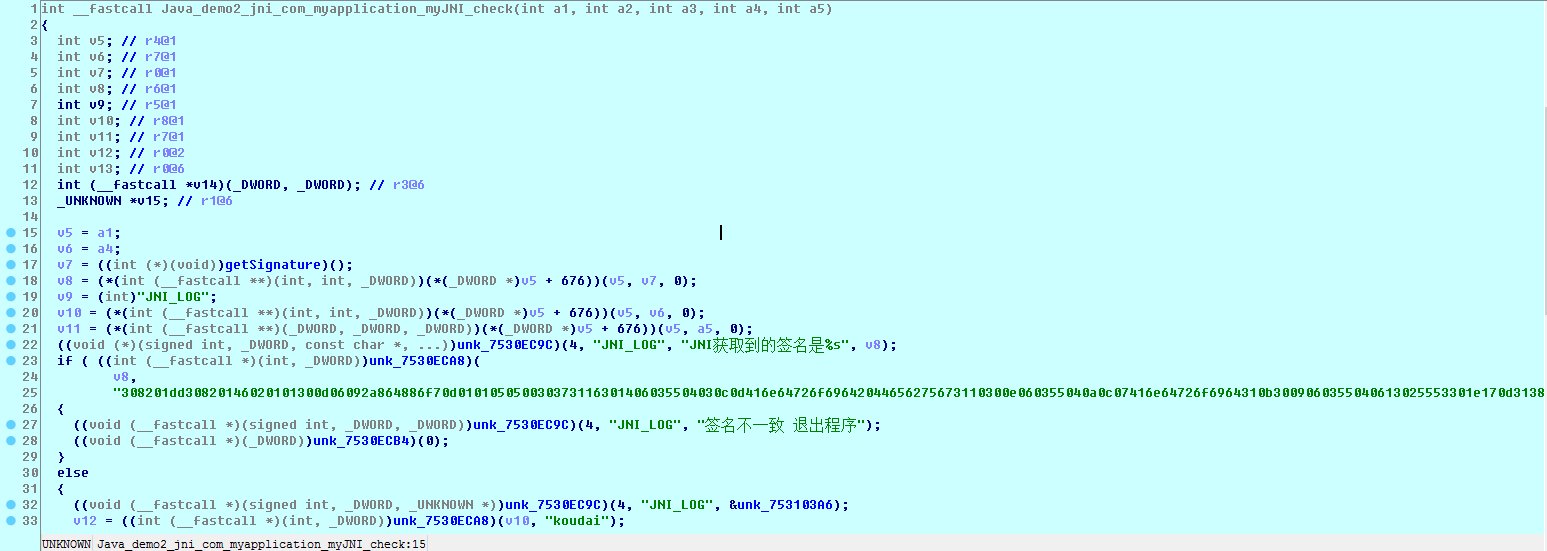 1 int __fastcall Java_demo2_jni_com_myapplication_myJNI_check(int a1, int a2, int a3, int a4, int a5)
2 {
3 int v5; // r4@1
4 int v6; // r7@1
5 int v7; // r0@1
6 int v8; // r6@1
7 int v9; // r5@1
8 int v10; // r8@1
9 int v11; // r7@1
10 int v12; // r0@2
11 int v13; // r0@6
12 int (__fastcall *v14)(_DWORD, _DWORD); // r3@6
13 _UNKNOWN *v15; // r1@6
14
15 v5 = a1;
16 v6 = a4;
17 v7 = ((int (*)(void))getSignature)();
18 v8 = (*(int (__fastcall **)(int, int, _DWORD))(*(_DWORD *)v5 + 676))(v5, v7, 0);
19 v9 = (int)"JNI_LOG";
20 v10 = (*(int (__fastcall **)(int, int, _DWORD))(*(_DWORD *)v5 + 676))(v5, v6, 0);
21 v11 = (*(int (__fastcall **)(_DWORD, _DWORD, _DWORD))(*(_DWORD *)v5 + 676))(v5, a5, 0);
22 ((void (*)(signed int, _DWORD, const char *, ...))unk_7530EC9C)(4, "JNI_LOG", "JNI获取到的签名是%s", v8);
23 if ( ((int (__fastcall *)(int, _DWORD))unk_7530ECA8)(
24 v8,
25 "308201dd30820146020101300d06092a864886f70d010105050030373116301406035504030c0d416e64726f69642044656275673110300e060355040a0c07416e64726f6964310b3009060355040613025553301e170d3138
26 {
27 ((void (__fastcall *)(signed int, _DWORD, _DWORD))unk_7530EC9C)(4, "JNI_LOG", "签名不一致 退出程序");
28 ((void (__fastcall *)(_DWORD))unk_7530ECB4)(0);
29 }
30 else
31 {
32 ((void (__fastcall *)(signed int, _DWORD, _UNKNOWN *))unk_7530EC9C)(4, "JNI_LOG", &unk_753103A6);
33 v12 = ((int (__fastcall *)(int, _DWORD))unk_7530ECA8)(v10, "koudai");
UNKNOWN Java_demo2_jni_com_myapplication_myJNI_check:15